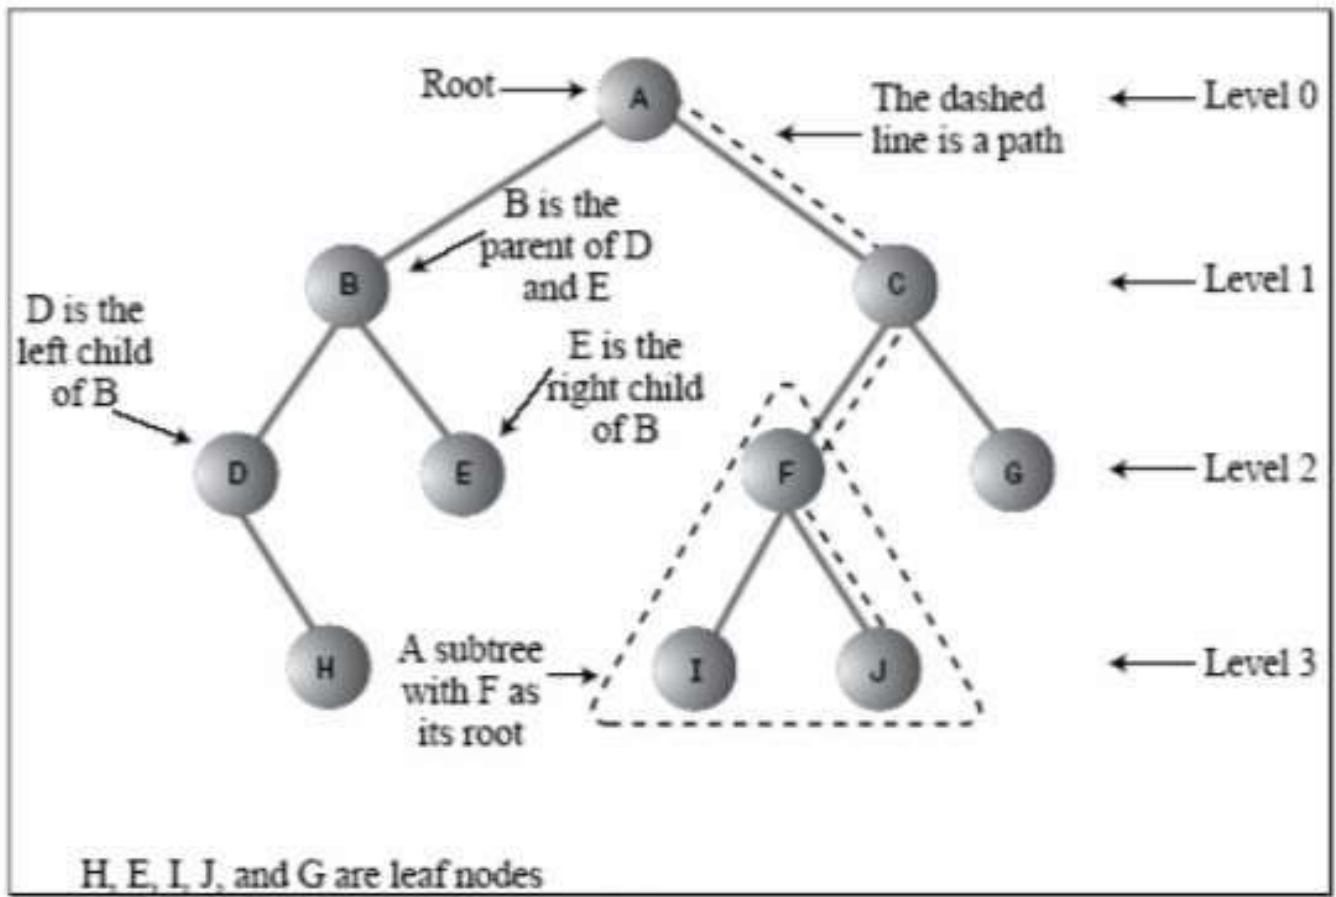 Root
A
The dashed
line is a path
Level 0
B is the
parent of D
and E
B
C
Level 1
D is the
left child
of B
E is the
right child
of B
D
E
F
G
Level 2
H
A subtree
with F as
its root
I
J
Level 3
H, E, I, J, and G are leaf nodes